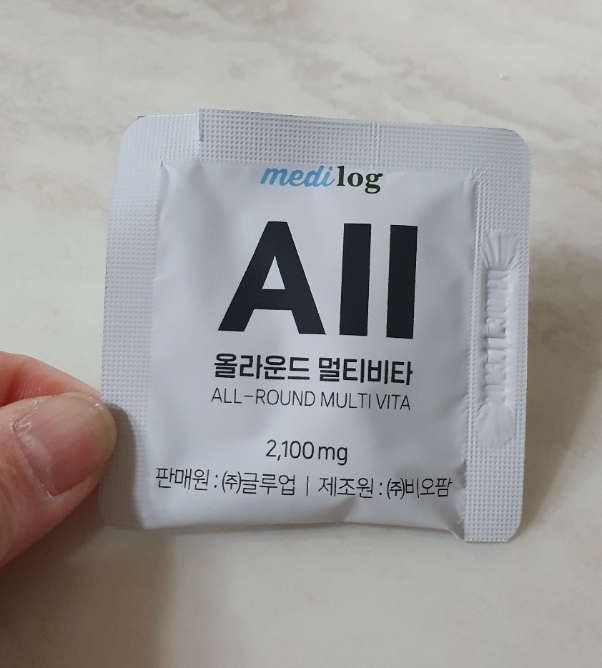 medilog
All
올라운드 멀티비타
ALL-ROUND MULTI VITA
2,100mg
판매원 : ㈜글루업 | 제조원 : ㈜비오팜